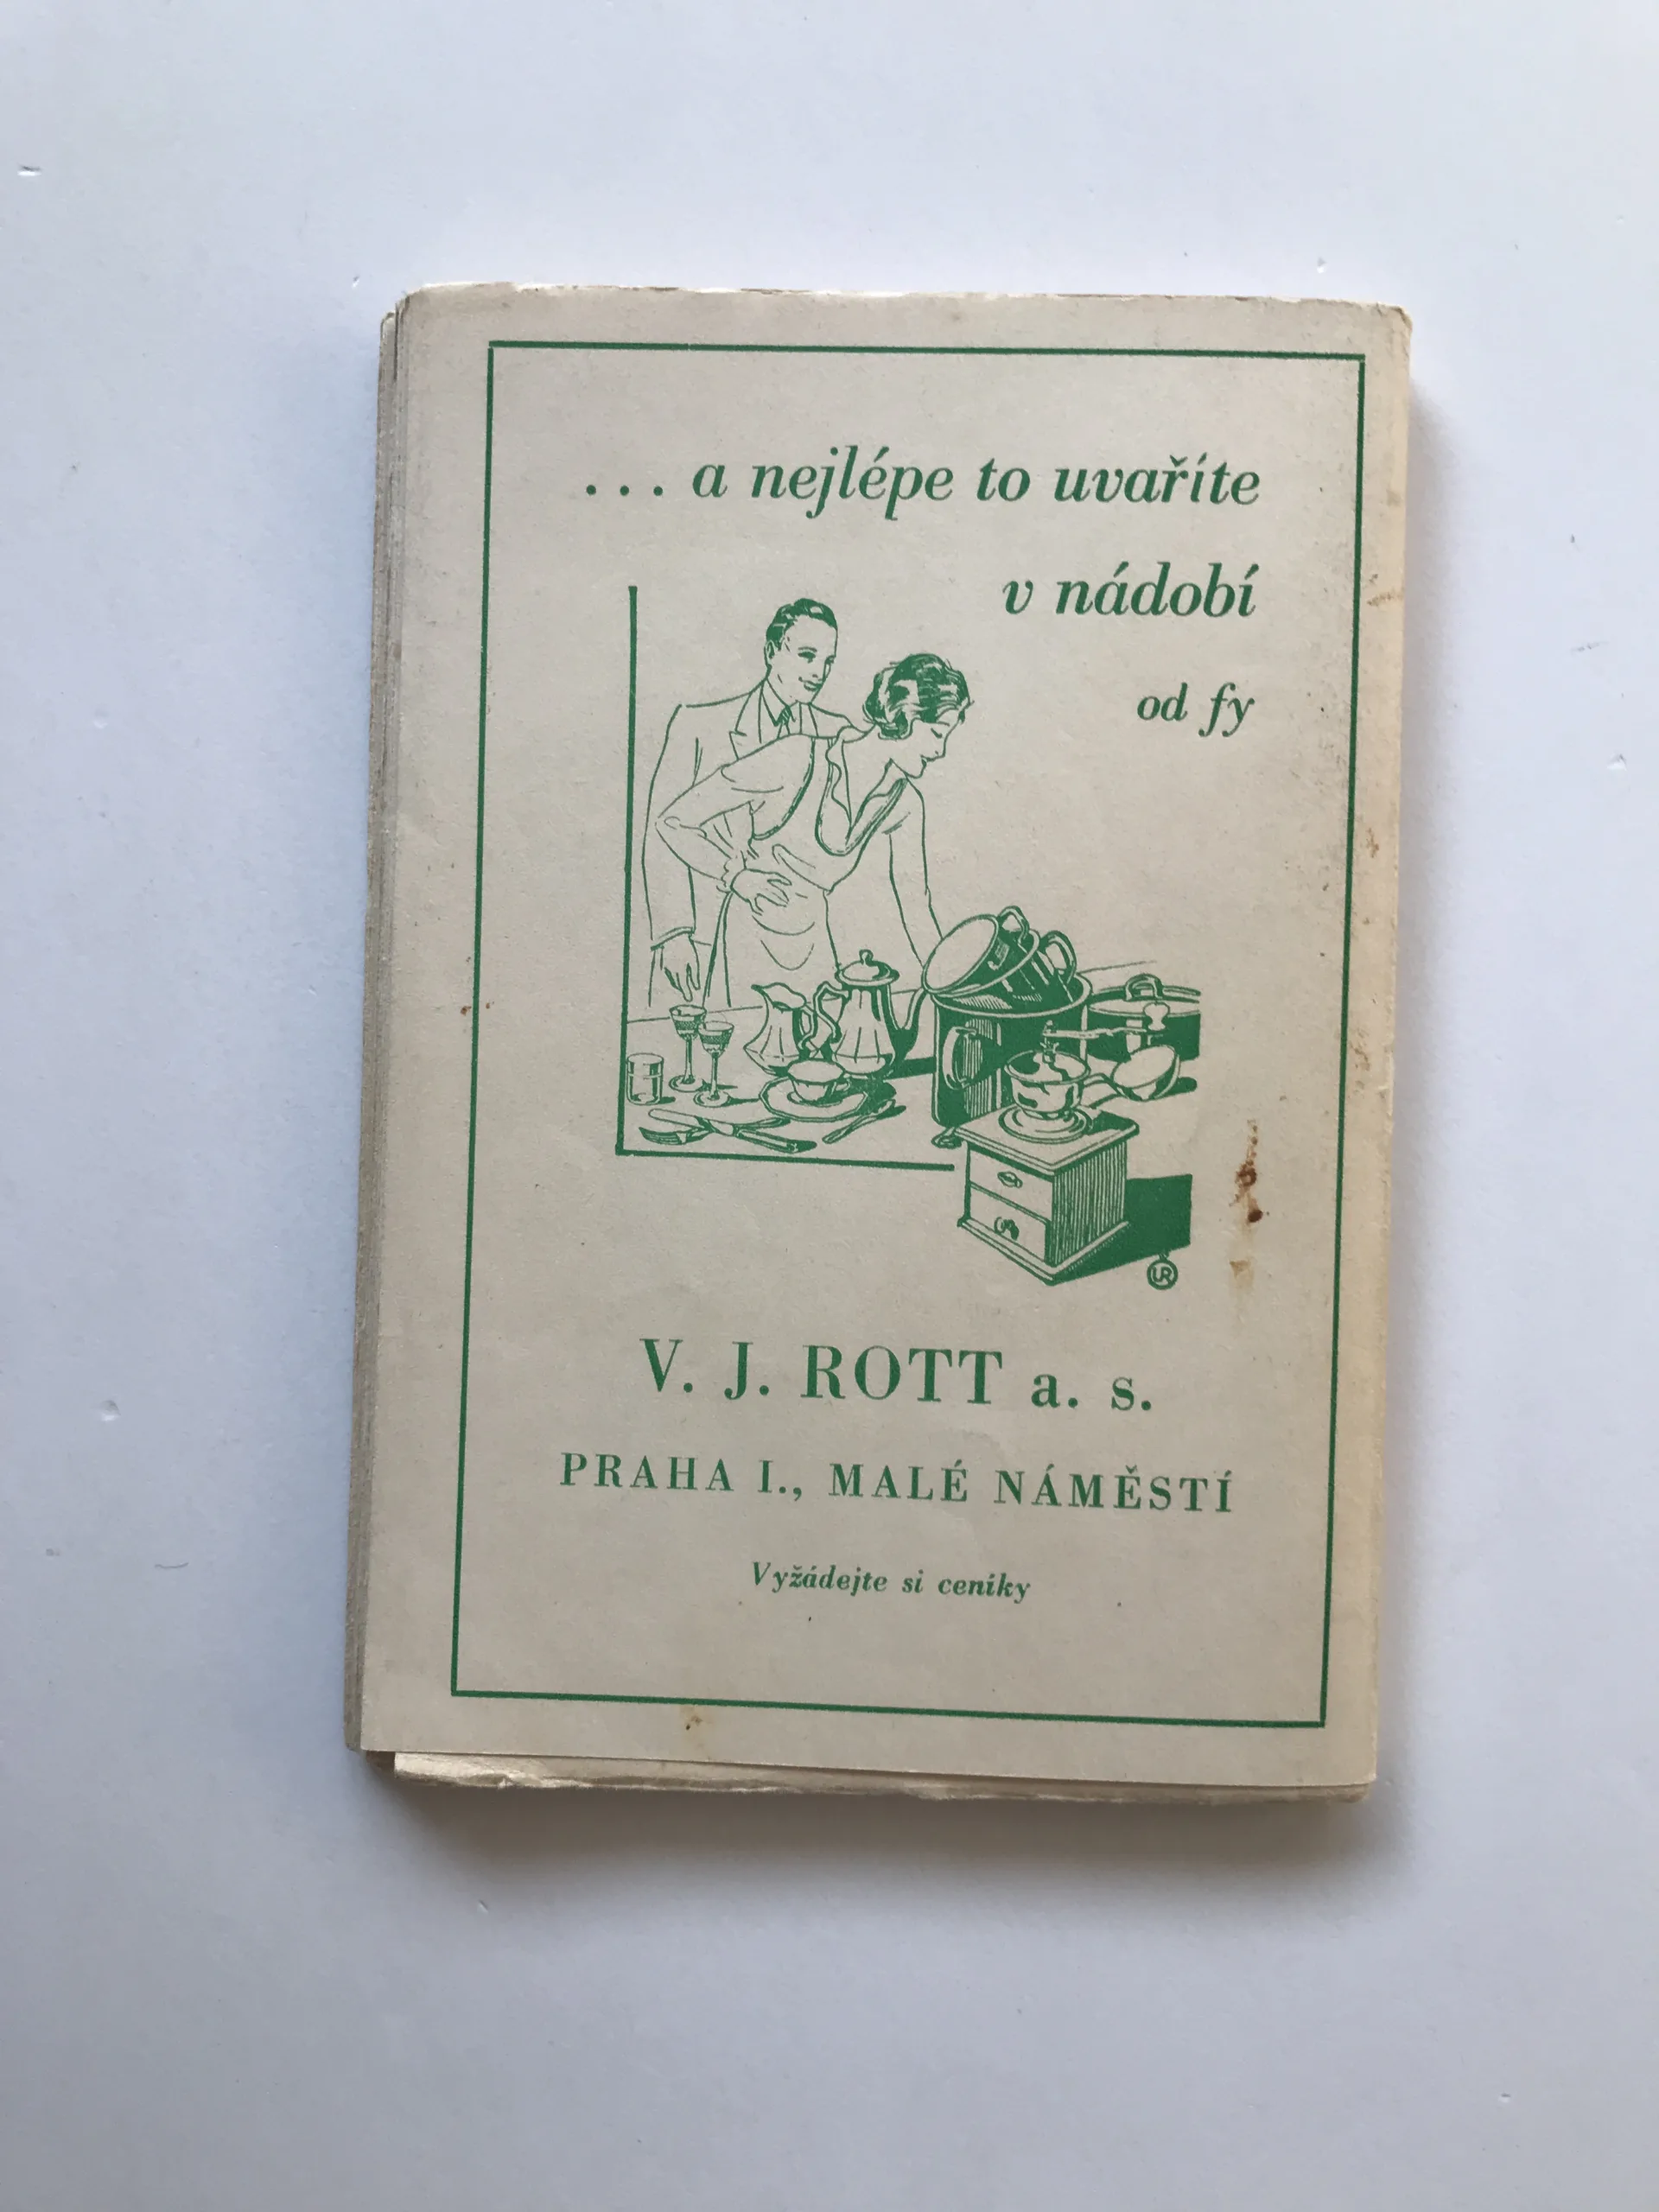 ... a nejlépe to uvaříte
v nádobí
od fy
V. J. ROTT a. s.
PRAHA I., MALÉ NÁMĚSTÍ
Vyžádejte si ceníky